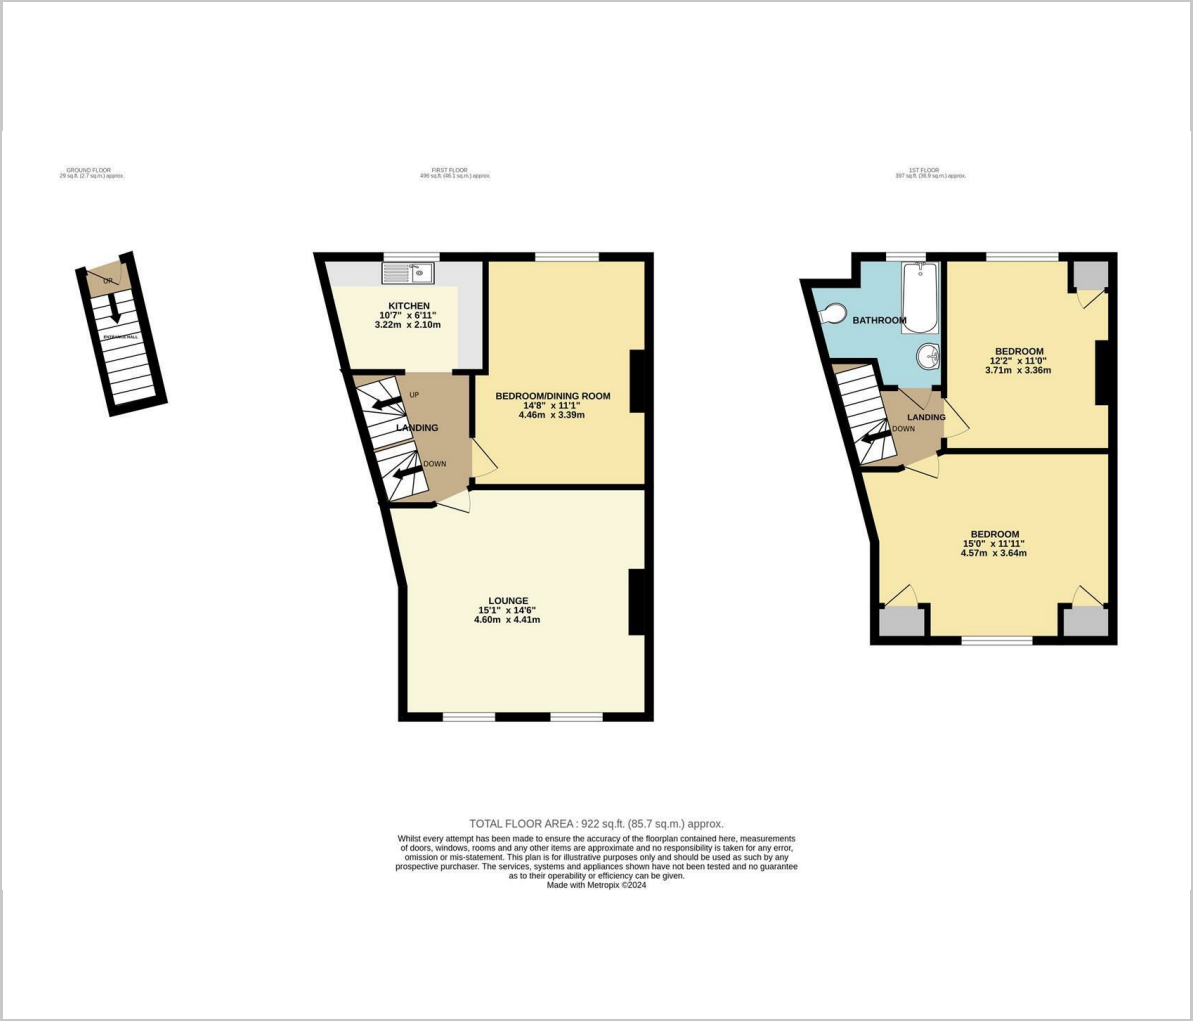 GROUND FLOOR
29 sq.ft. (2.7 sq.m.) approx.
FIRST FLOOR
496 sq.ft. (46.1 sq.m.) approx.
1ST FLOOR
397 sq.ft. (36.9 sq.m.) approx.
UP
ENTRANCE HALL
KITCHEN
10'7" x 6'11"
3.22m x 2.10m
BEDROOM/DINING ROOM
14'8" x 11'1"
4.46m x 3.39m
UP
LANDING
DOWN
LOUNGE
15'1" x 14'6"
4.60m x 4.41m
BATHROOM
BEDROOM
12'2" x 11'0"
3.71m x 3.36m
LANDING
DOWN
BEDROOM
15'0" x 11'11"
4.57m x 3.64m
TOTAL FLOOR AREA : 922 sq.ft. (85.7 sq.m.) approx.
Whilst every attempt has been made to ensure the accuracy of the floorplan contained here, measurements
of doors, windows, rooms and any other items are approximate and no responsibility is taken for any error,
omission or mis-statement. This plan is for illustrative purposes only and should be used as such by any
prospective purchaser. The services, systems and appliances shown have not been tested and no guarantee
as to their operability or efficiency can be given.
Made with Metropix ©2024